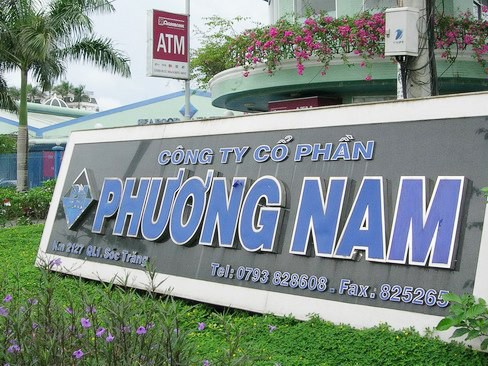 ATM
CÔNG TY CỔ PHẦN
PHƯƠNG NAM
Km 2127 QL1. Sóc Trăng
Tel: 0793 828608. Fax: 825265